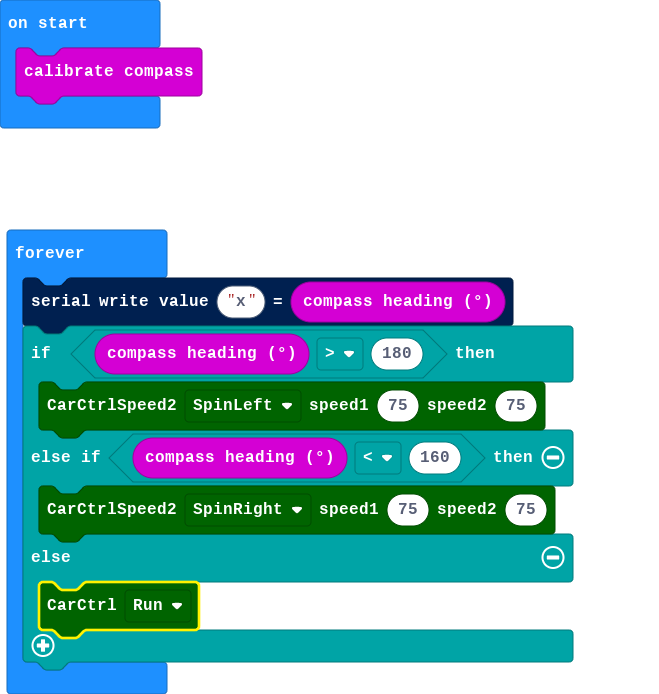 on start
calibrate compass
forever
serial write value "x" = compass heading (°)
if compass heading (°) > 180 then
CarCtrlSpeed2 SpinLeft speed1 75 speed2 75
else if compass heading (°) < 160 then
CarCtrlSpeed2 SpinRight speed1 75 speed2 75
else
CarCtrl Run